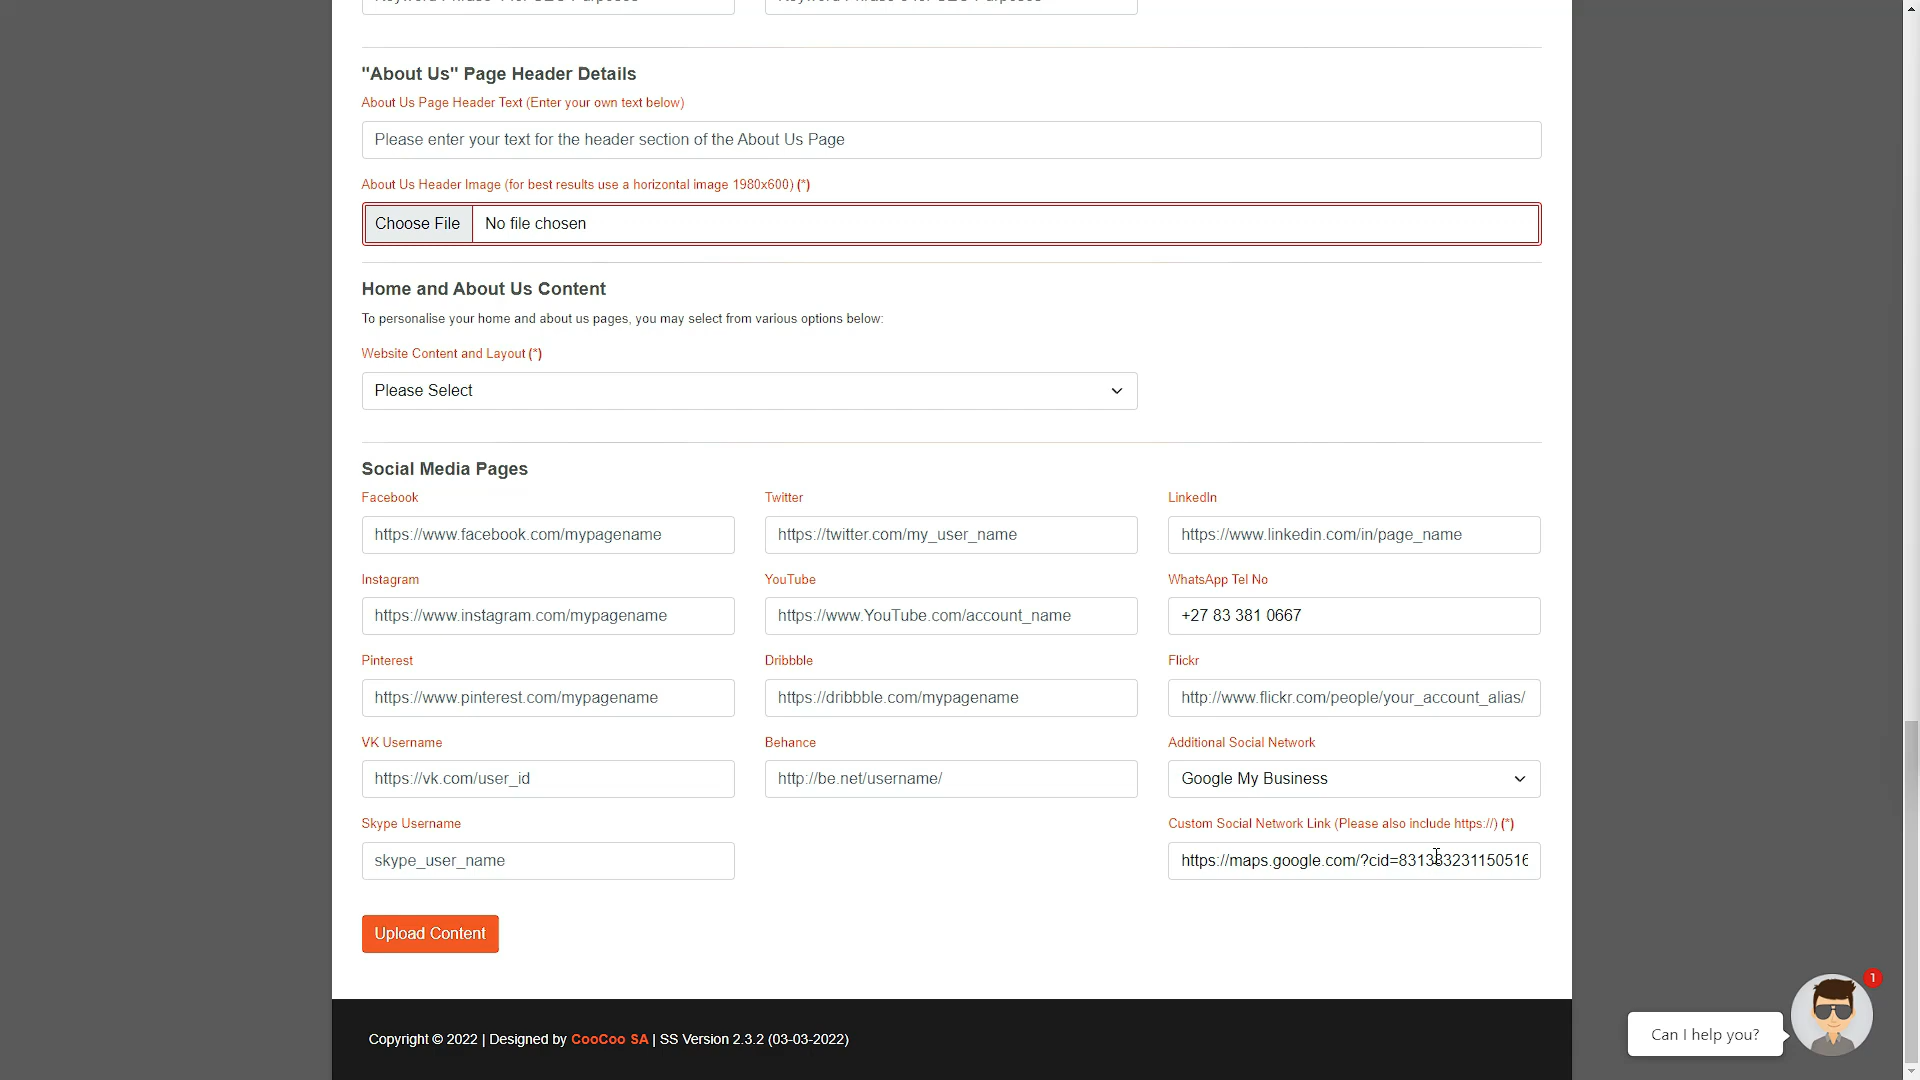 "About Us" Page Header Details
About Us Page Header Text (Enter your own text below)
Please enter your text for the header section of the About Us Page
About Us Header Image (for best results use a horizontal image 1980x600) (*)
Choose File No file chosen
Home and About Us Content
To personalise your home and about us pages, you may select from various options below:
Website Content and Layout (*)
Please Select
Social Media Pages
Facebook Twitter LinkedIn
https://www.facebook.com/mypagename https://twitter.com/my_user_name https://www.linkedin.com/in/page_name
Instagram YouTube WhatsApp Tel No
https://www.instagram.com/mypagename https://www.YouTube.com/account_name +27 83 381 0667
Pinterest Dribbble Flickr
https://www.pinterest.com/mypagename https://dribbble.com/mypagename http://www.flickr.com/people/your_account_alias/
VK Username Behance Additional Social Network
https://vk.com/user_id http://be.net/username/ Google My Business
Skype Username Custom Social Network Link (Please also include https://) (*)
skype_user_name
Upload Content
Copyright © 2022 | Designed by CooCoo SA | SS Version 2.3.2 (03-03-2022)
Can I help you?
1